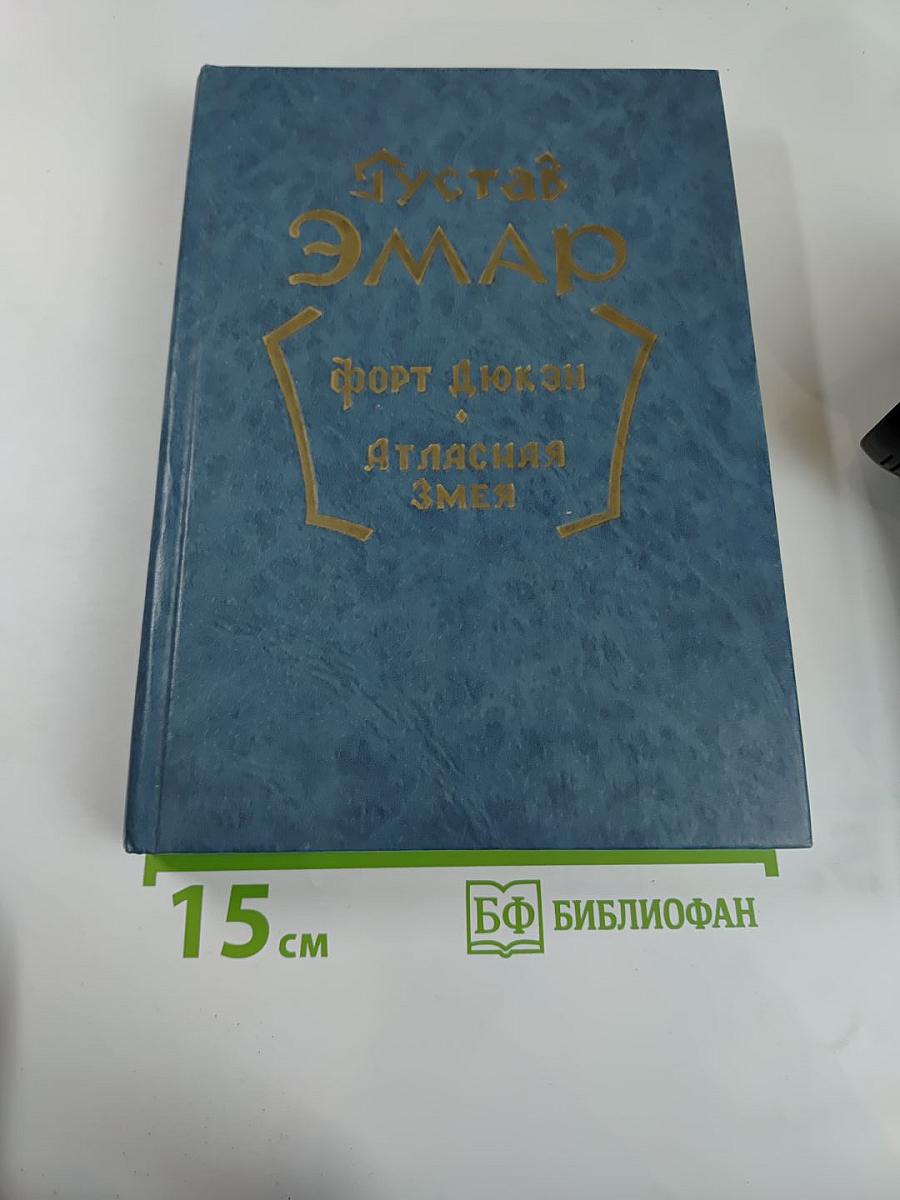 Густав
Эмар
Форт Дюкэн
Атласная
Змея
15 см
БФ БИБЛИОФАН